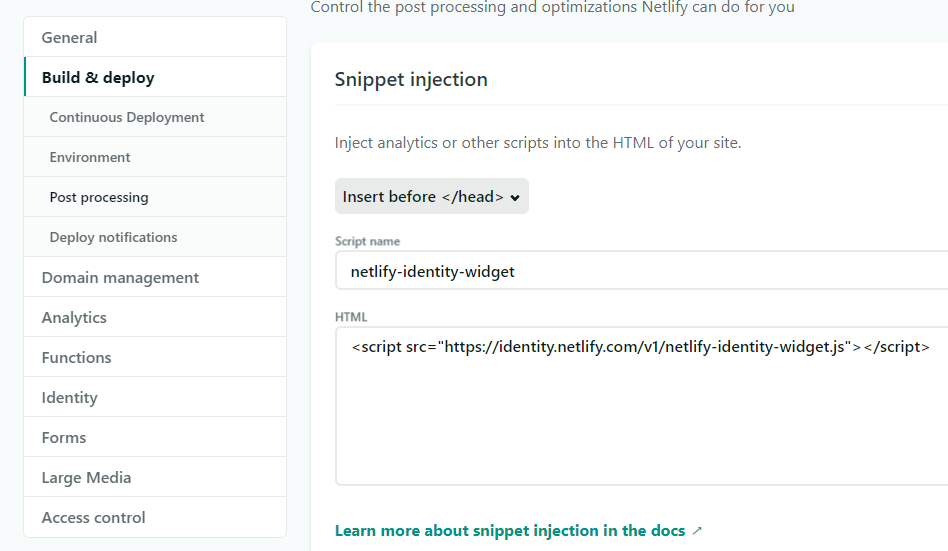 Control the post processing and optimizations Netlify can do for you
General
Build & deploy
Continuous Deployment
Environment
Post processing
Deploy notifications
Domain management
Analytics
Functions
Identity
Forms
Large Media
Access control
Snippet injection
Inject analytics or other scripts into the HTML of your site.
Insert before </head>
Script name
netlify-identity-widget
HTML
<script src="https://identity.netlify.com/v1/netlify-identity-widget.js"></script>
Learn more about snippet injection in the docs ↗